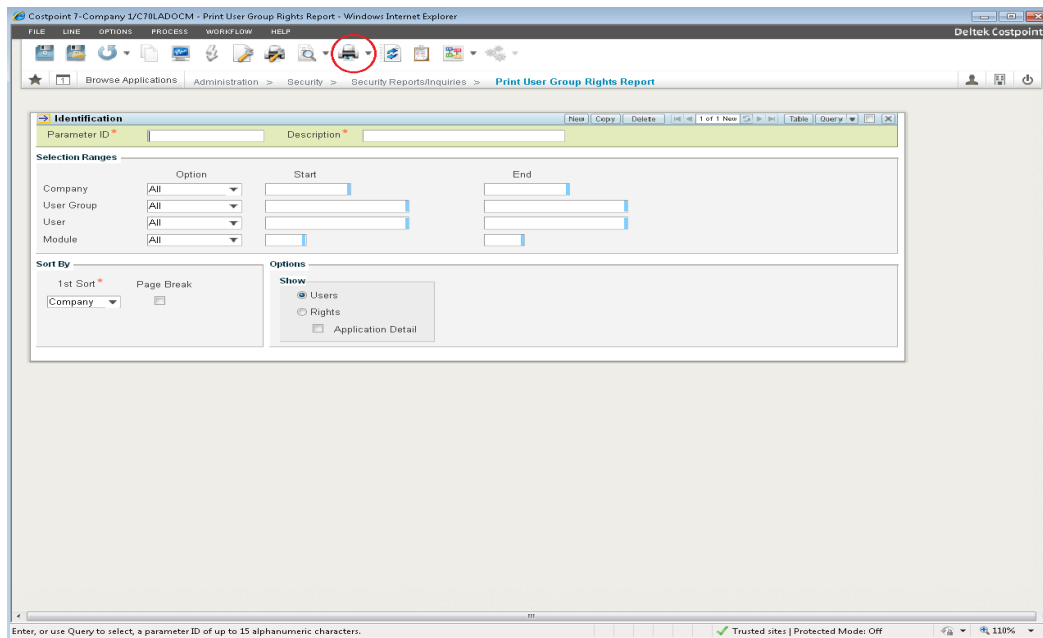 Costpoint 7-Company 1/C70LADOCM - Print User Group Rights Report - Windows Internet Explorer
FILE LINE OPTIONS PROCESS WORKFLOW HELP Deltek Costpoint
1 Browse Applications Administration > Security > Security Reports/Inquiries > Print User Group Rights Report
Identification New Copy Delete 1 of 1 New Table Query
Parameter ID * Description *
Selection Ranges
Option Start End
Company All
User Group All
User All
Module All
Sort By Options
1st Sort * Page Break Show
Company Users
Rights
Application Detail
Enter, or use Query to select, a parameter ID of up to 15 alphanumeric characters. Trusted sites | Protected Mode: Off 110%